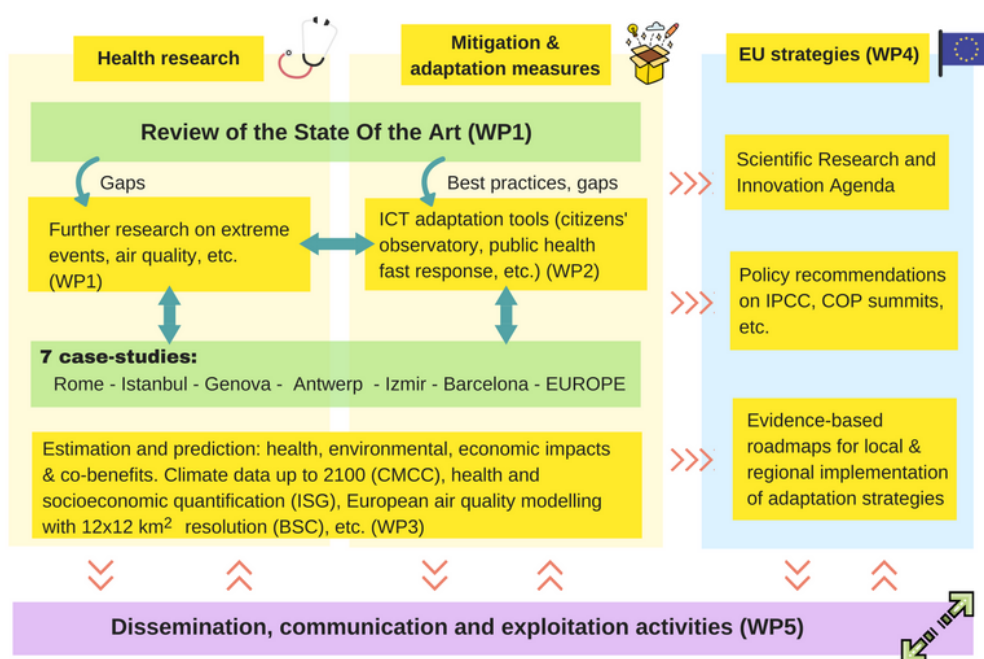 Health research
Mitigation &
adaptation measures
EU strategies (WP4)
Review of the State Of the Art (WP1)
Gaps
Best practices, gaps
Further research on extreme
events, air quality, etc.
(WP1)
ICT adaptation tools (citizens'
observatory, public health
fast response, etc.) (WP2)
7 case-studies:
Rome - Istanbul - Genova - Antwerp - Izmir - Barcelona - EUROPE
Estimation and prediction: health, environmental, economic impacts
& co-benefits. Climate data up to 2100 (CMCC), health and
socioeconomic quantification (ISG), European air quality modelling
with 12x12 km² resolution (BSC), etc. (WP3)
Scientific Research and
Innovation Agenda
Policy recommendations
on IPCC, COP summits,
etc.
Evidence-based
roadmaps for local &
regional implementation
of adaptation strategies
Dissemination, communication and exploitation activities (WP5)